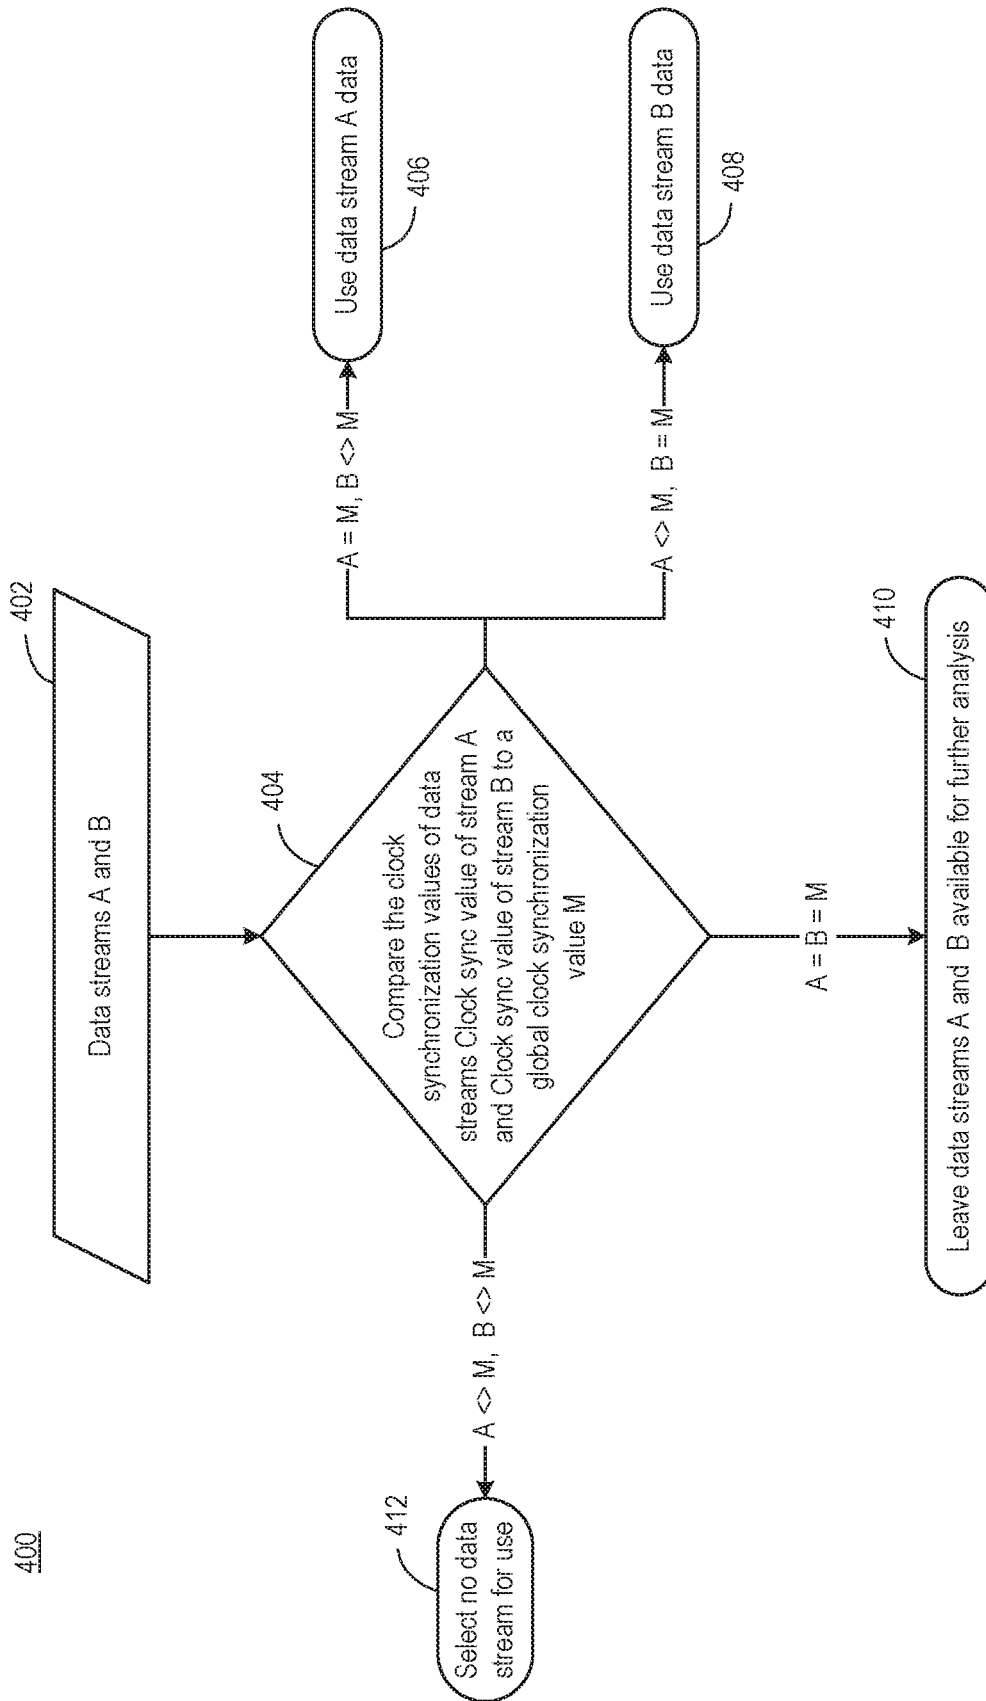 400
402
Data streams A and B
404
Compare the clock
synchronization values of data
streams Clock sync value of stream A
and Clock sync value of stream B to a
global clock synchronization
value M
A <> M, B <> M
412
Select no data
stream for use
A = M, B <> M
Use data stream A data
406
A <> M, B = M
Use data stream B data
408
A = B = M
410
Leave data streams A and B available for further analysis